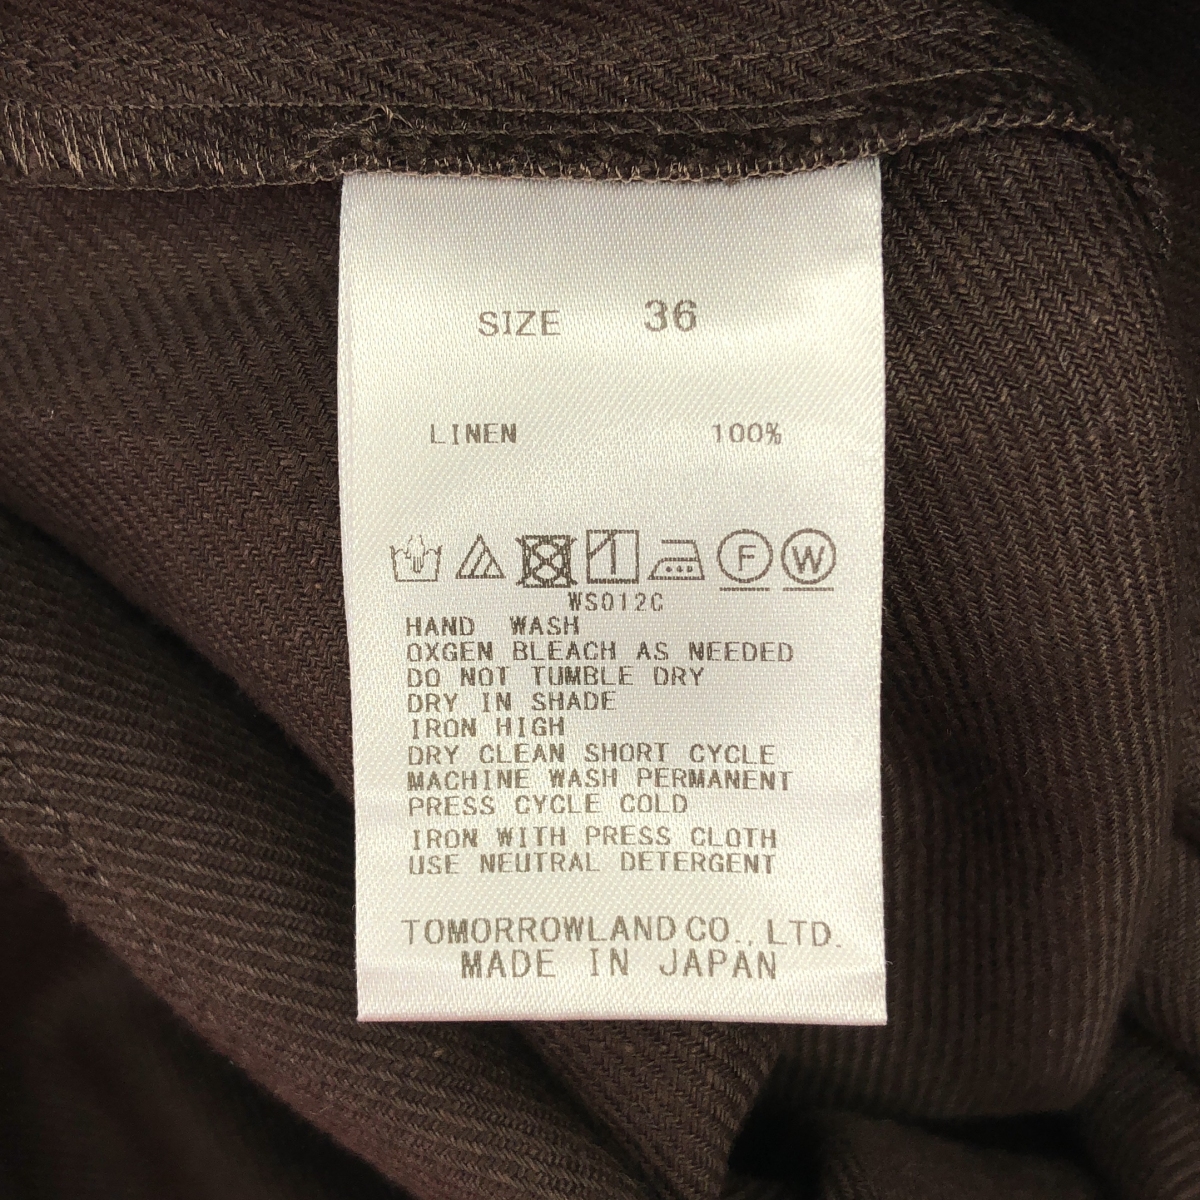 SIZE 36
LINEN 100%
F W
WS012C
HAND WASH
OXGEN BLEACH AS NEEDED
DO NOT TUMBLE DRY
DRY IN SHADE
IRON HIGH
DRY CLEAN SHORT CYCLE
MACHINE WASH PERMANENT
PRESS CYCLE COLD
IRON WITH PRESS CLOTH
USE NEUTRAL DETERGENT
TOMORROWLAND CO., LTD.
MADE IN JAPAN